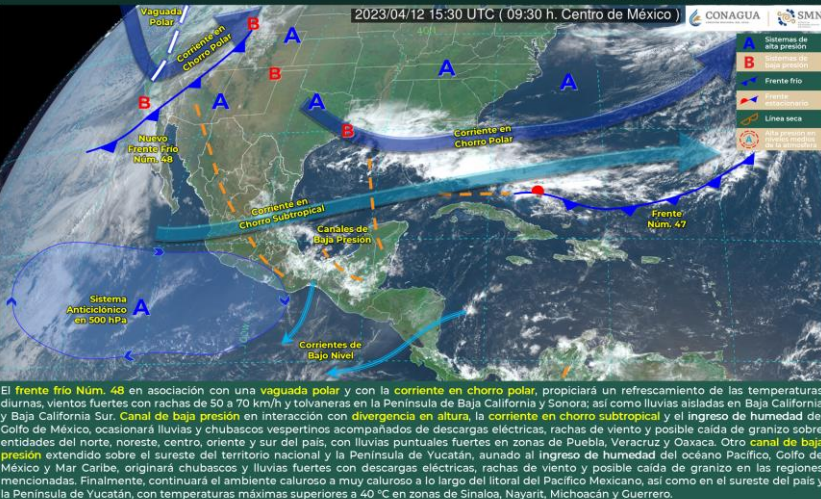 2023/04/12 15:30 UTC ( 09:30 h. Centro de México )
CONAGUA
SMN
Vaguada
Polar
Corriente en
Chorro Polar
B
A
40
A
Sistemas de
alta presión
B
Sistemas de
baja presión
Frente frío
Frente
estacionario
Línea seca
A
Alta presión en
niveles medios
de la atmósfera
A
B
A
B
A
A
B
Corriente en
Chorro Polar
Nuevo
Frente Frío
Núm. 48
Corriente en
Chorro Subtropical
Canales de
Baja Presión
Frente
Núm. 47
Sistema
Anticiclónico
en 500 hPa
A
Corrientes de
Bajo Nivel
El frente frío Núm. 48 en asociación con una vaguada polar y con la corriente en chorro polar, propiciará un refrescamiento de las temperaturas
diurnas, vientos fuertes con rachas de 50 a 70 km/h y tolvaneras en la Península de Baja California y Sonora; así como lluvias aisladas en Baja California
y Baja California Sur. Canal de baja presión en interacción con divergencia en altura, la corriente en chorro subtropical y el ingreso de humedad de
Golfo de México, ocasionará lluvias y chubascos vespertinos acompañados de descargas eléctricas, rachas de viento y posible caída de granizo sobre
entidades del norte, noreste, centro, oriente y sur del país, con lluvias puntuales fuertes en zonas de Puebla, Veracruz y Oaxaca. Otro canal de baja
presión extendido sobre el sureste del territorio nacional y la Península de Yucatán, aunado al ingreso de humedad del océano Pacífico, Golfo de
México y Mar Caribe, originará chubascos y lluvias fuertes con descargas eléctricas, rachas de viento y posible caída de granizo en las regiones
mencionadas. Finalmente, continuará el ambiente caluroso a muy caluroso a lo largo del litoral del Pacífico Mexicano, así como en el sureste del país y
la Península de Yucatán, con temperaturas máximas superiores a 40 °C en zonas de Sinaloa, Nayarit, Michoacán y Guerrero.